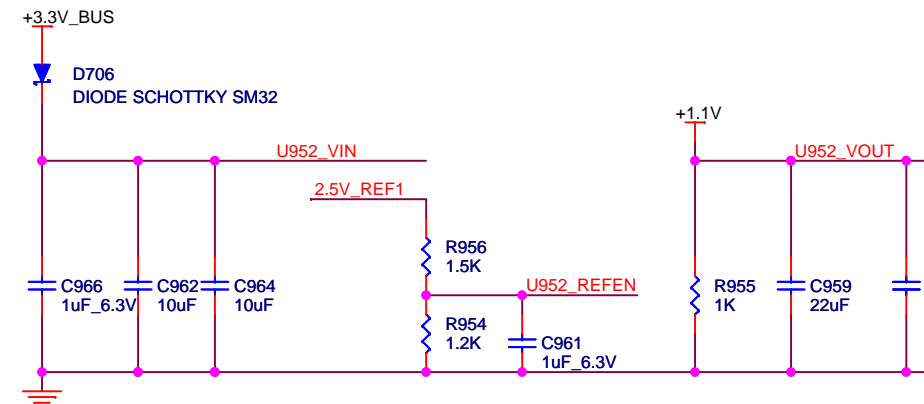 +3.3V_BUS
D706
DIODE SCHOTTKY SM32
+1.1V
U952_VIN
U952_VOUT
2.5V_REF1
R956
1.5K
U952_REFEN
C966
1uF_6.3V
C962
10uF
C964
10uF
R955
1K
C959
22uF
R954
1.2K
C961
1uF_6.3V